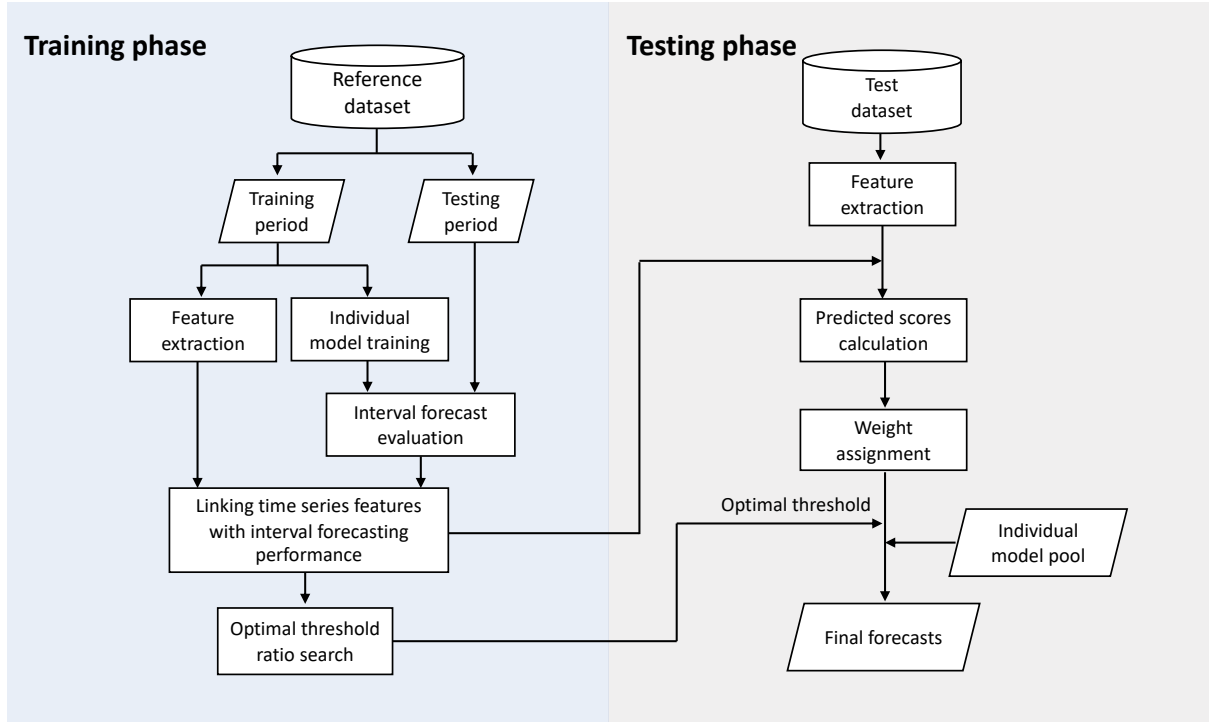 Training phase
Reference
dataset
Training
period
Testing
period
Feature
extraction
Individual
model training
Interval forecast
evaluation
Linking time series features
with interval forecasting
performance
Optimal threshold
ratio search
Testing phase
Test
dataset
Feature
extraction
Predicted scores
calculation
Weight
assignment
Optimal threshold
Individual
model pool
Final forecasts